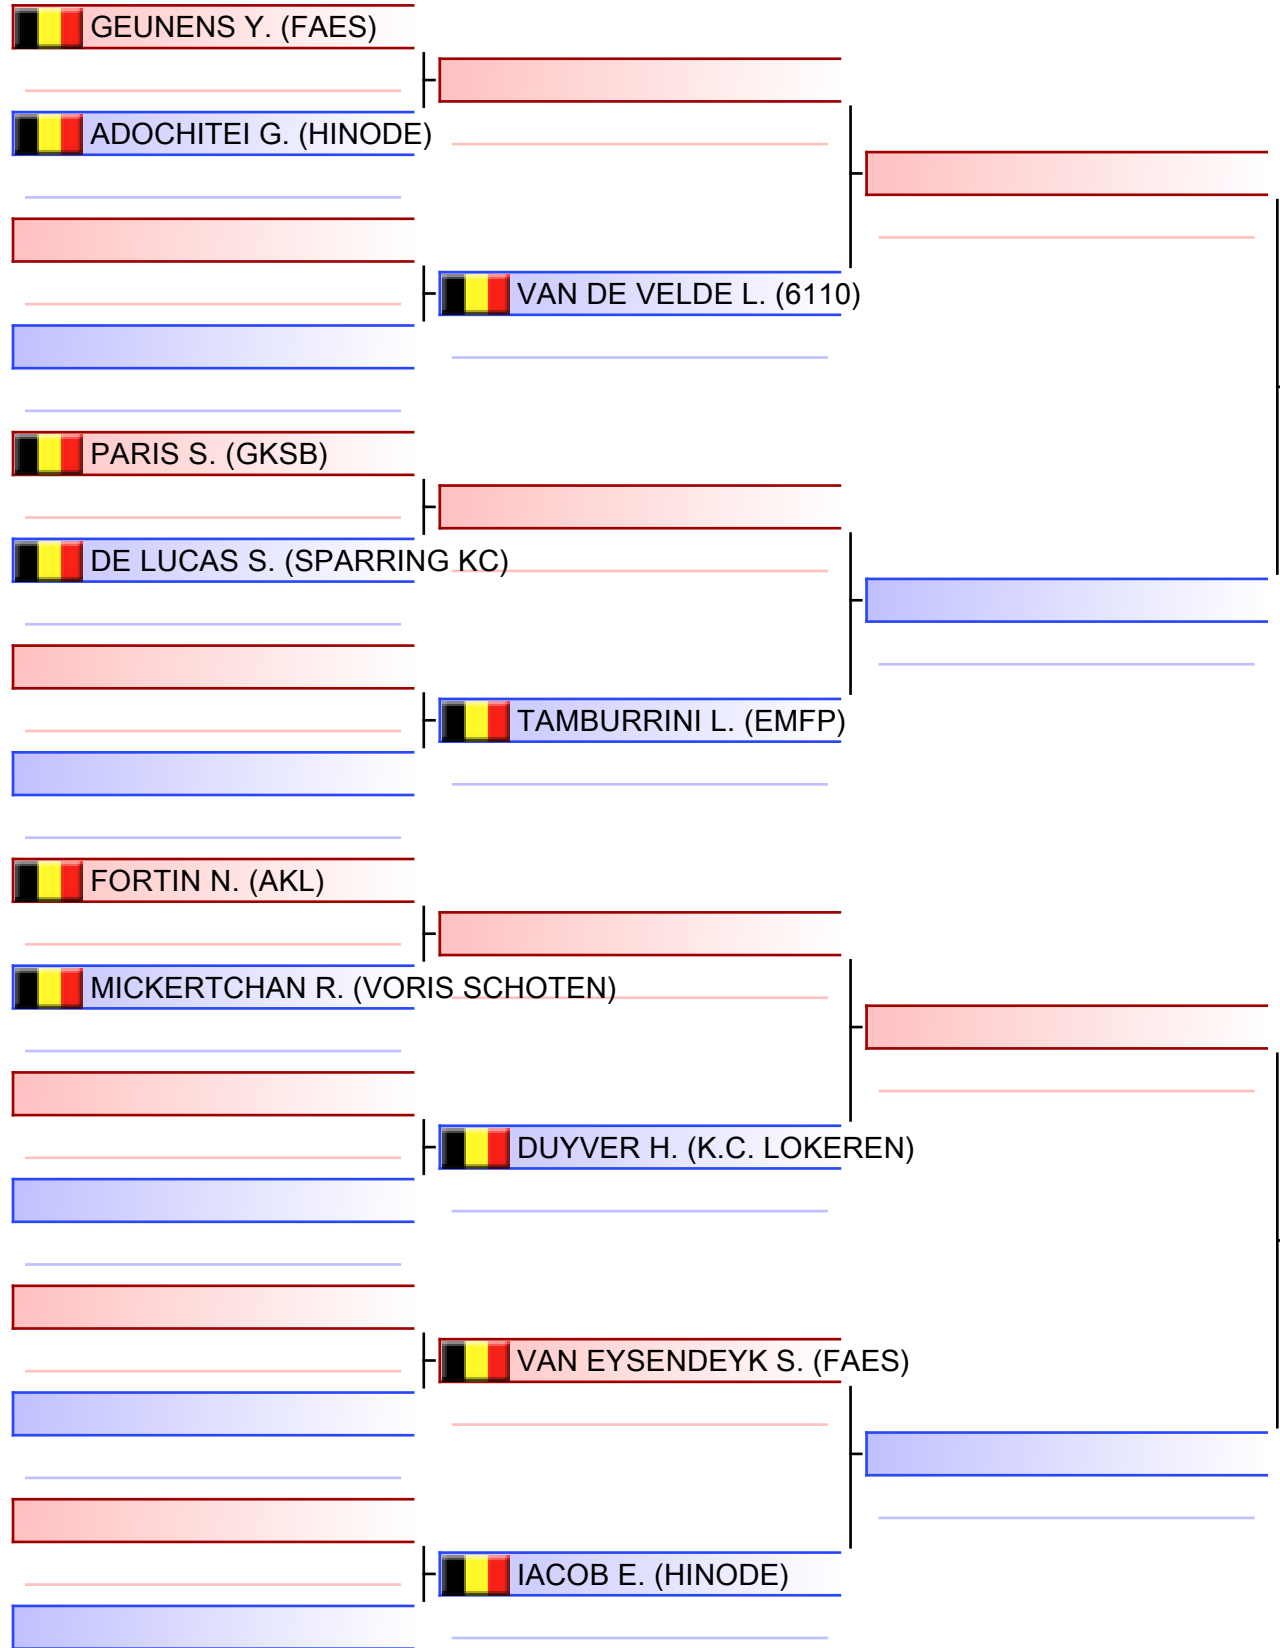 GEUNENS Y. (FAES)
ADOCHITEI G. (HINODE)
VAN DE VELDE L. (6110)
PARIS S. (GKSB)
DE LUCAS S. (SPARRING KC)
TAMBURRINI L. (EMFP)
FORTIN N. (AKL)
MICKERTCHAN R. (VORIS SCHOTEN)
DUYVER H. (K.C. LOKEREN)
VAN EYSENDEYK S. (FAES)
IACOB E. (HINODE)